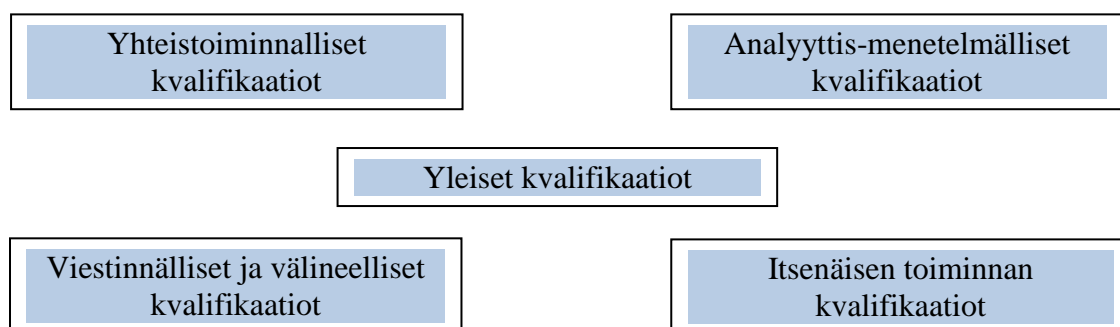 Yhteistoiminnalliset
kvalifikaatiot
Analyyttis-menetelmälliset
kvalifikaatiot
Yleiset kvalifikaatiot
Viestinnälliset ja välineelliset
kvalifikaatiot
Itsenäisen toiminnan
kvalifikaatiot